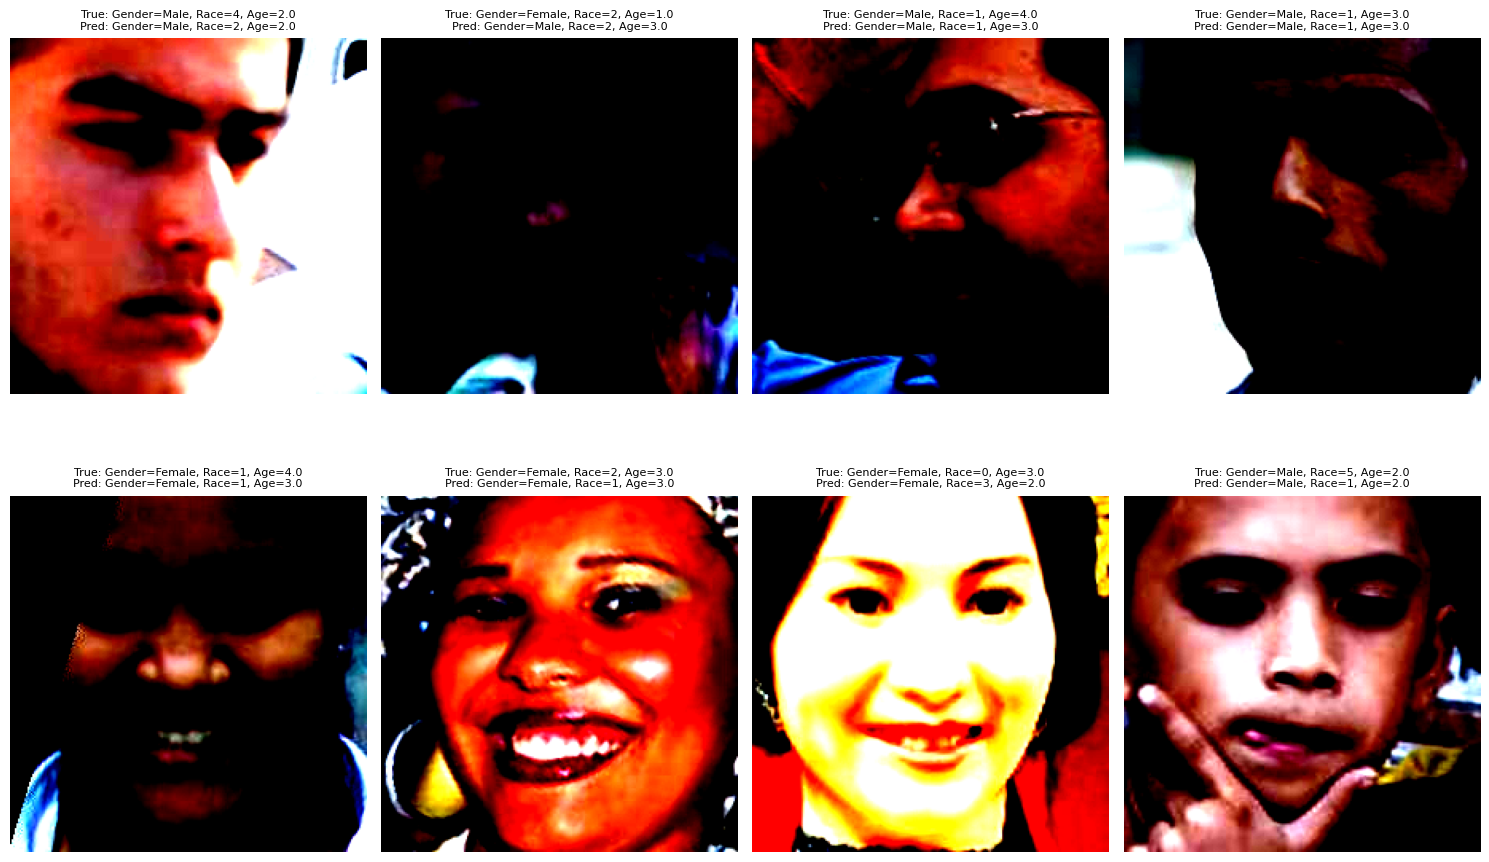 True: Gender=Male, Race=4, Age=2.0
Pred: Gender=Male, Race=2, Age=2.0
True: Gender=Female, Race=2, Age=1.0
Pred: Gender=Male, Race=2, Age=3.0
True: Gender=Male, Race=1, Age=4.0
Pred: Gender=Male, Race=1, Age=3.0
True: Gender=Male, Race=1, Age=3.0
Pred: Gender=Male, Race=1, Age=3.0
True: Gender=Female, Race=1, Age=4.0
Pred: Gender=Female, Race=1, Age=3.0
True: Gender=Female, Race=2, Age=3.0
Pred: Gender=Female, Race=1, Age=3.0
True: Gender=Female, Race=0, Age=3.0
Pred: Gender=Female, Race=3, Age=2.0
True: Gender=Male, Race=5, Age=2.0
Pred: Gender=Male, Race=1, Age=2.0